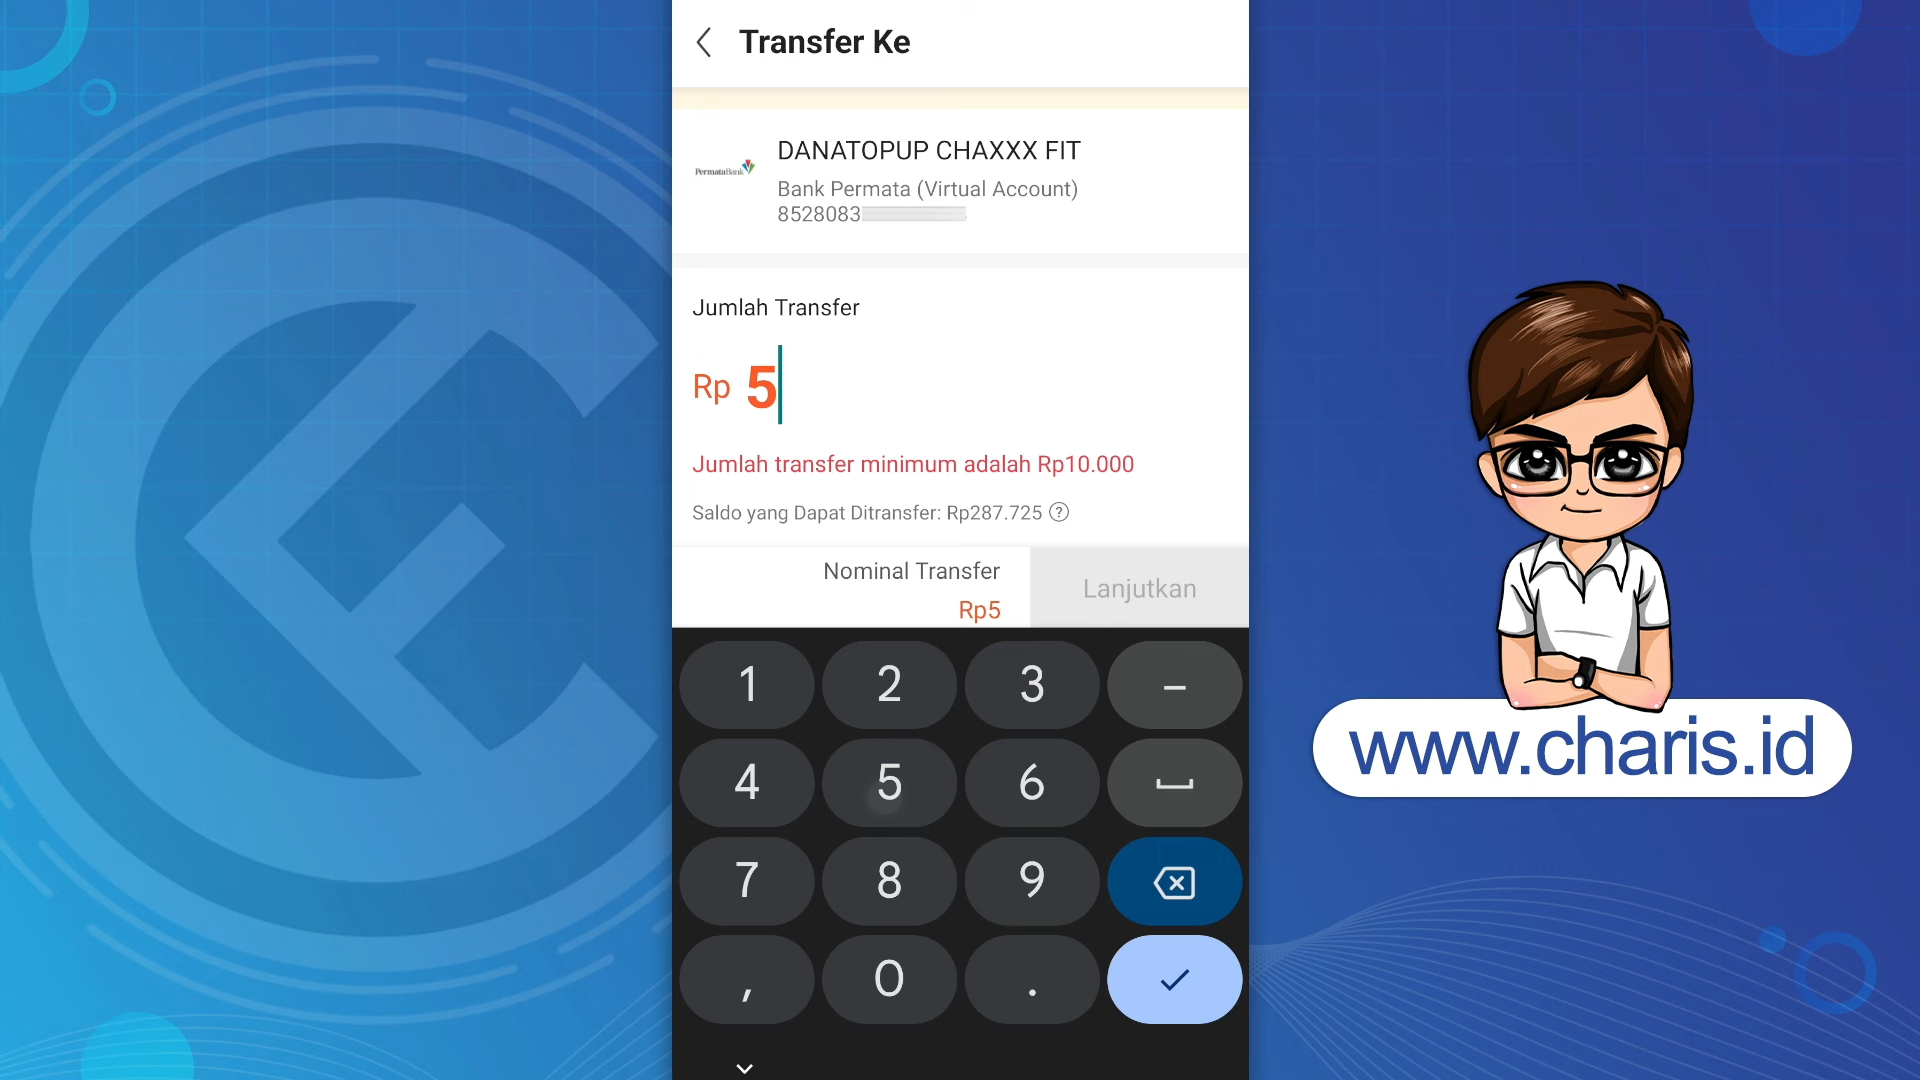 Transfer Ke
PermataBank
DANATOPUP CHAXXX FIT
Bank Permata (Virtual Account)
8528083
Jumlah Transfer
Rp 5
Jumlah transfer minimum adalah Rp10.000
Saldo yang Dapat Ditransfer: Rp287.725 ?
Nominal Transfer
Rp5
Lanjutkan
1 2 3 –
4 5 6
7 8 9
, 0 .
www.charis.id